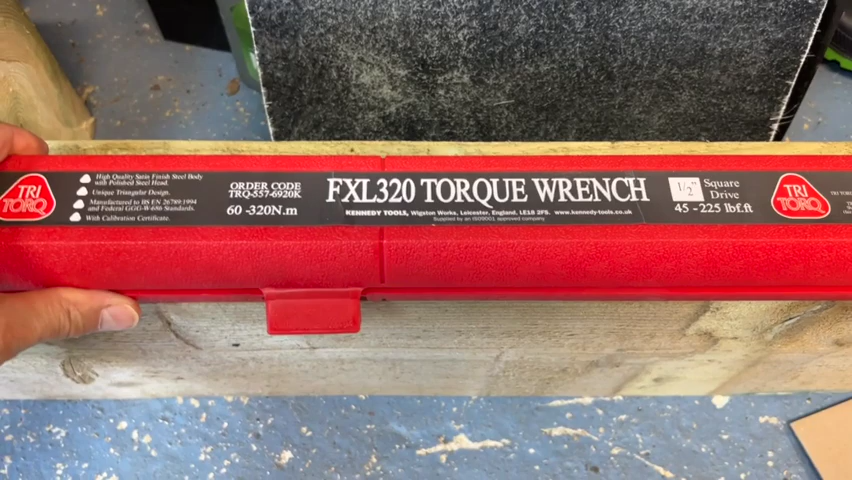 TRI
TORQ
High Quality Satin Finish Steel Body
with Polished Steel Head.
Unique Triangular Design.
Manufactured to BS EN 26789:1994
and Federal GGG-W-686 Standards.
With Calibration Certificate.
ORDER CODE
TRQ-557-6920K
60 -320N.m
FXL320 TORQUE WRENCH
KENNEDY TOOLS, Wigston Works, Leicester, England, LE18 2FS. www.kennedy-tools.co.uk
Supplied by an ISO9001 approved company
1/2"
Square
Drive
45 - 225 lbf.ft
TRI
TORQ
TRI TOR